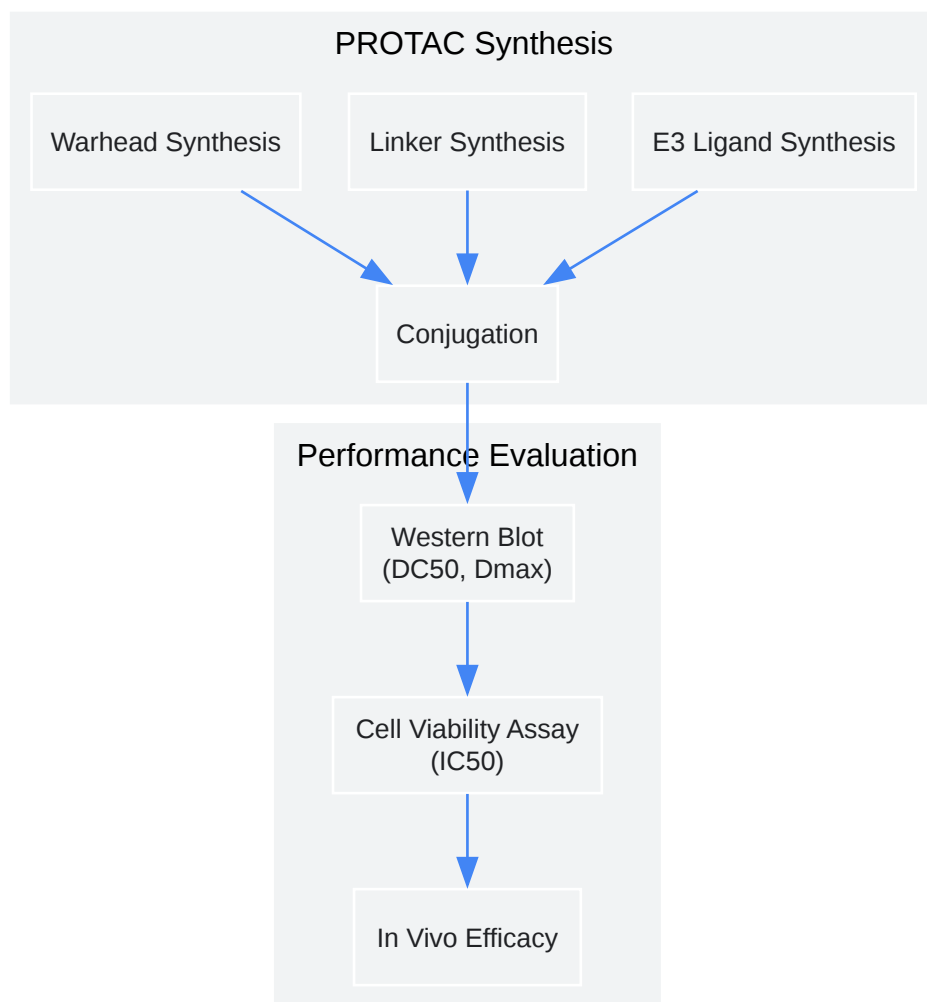 PROTAC Synthesis
Warhead Synthesis
Linker Synthesis
E3 Ligand Synthesis
Conjugation
Performance Evaluation
Western Blot
(DC50, Dmax)
Cell Viability Assay
(IC50)
In Vivo Efficacy